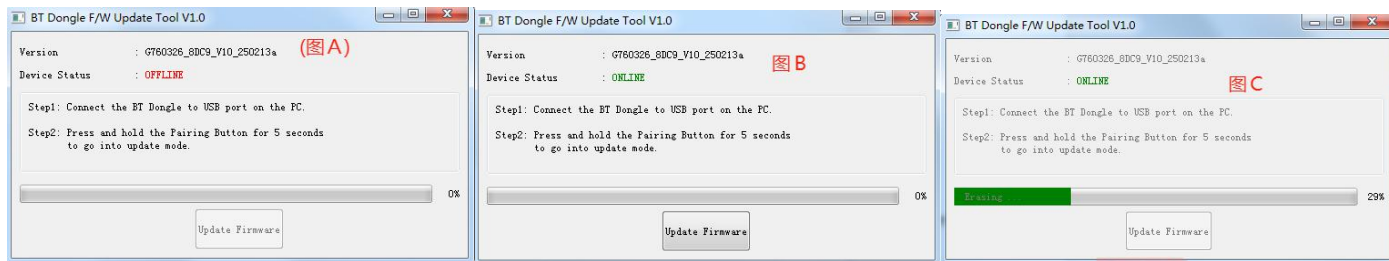 BT Dongle F/W Update Tool V1.0
Version : G760326_8DC9_V10_250213a
(图A)
Device Status : OFFLINE
Step1: Connect the BT Dongle to USB port on the PC.
Step2: Press and hold the Pairing Button for 5 seconds
to go into update mode.
0%
Update Firmware
BT Dongle F/W Update Tool V1.0
Version : G760326_8DC9_V10_250213a
图B
Device Status : ONLINE
Step1: Connect the BT Dongle to USB port on the PC.
Step2: Press and hold the Pairing Button for 5 seconds
to go into update mode.
0%
Update Firmware
BT Dongle F/W Update Tool V1.0
Version : G760326_8DC9_V10_250213a
图C
Device Status : ONLINE
Step1: Connect the BT Dongle to USB port on the PC.
Step2: Press and hold the Pairing Button for 5 seconds
to go into update mode.
Erasing ...
29%
Update Firmware